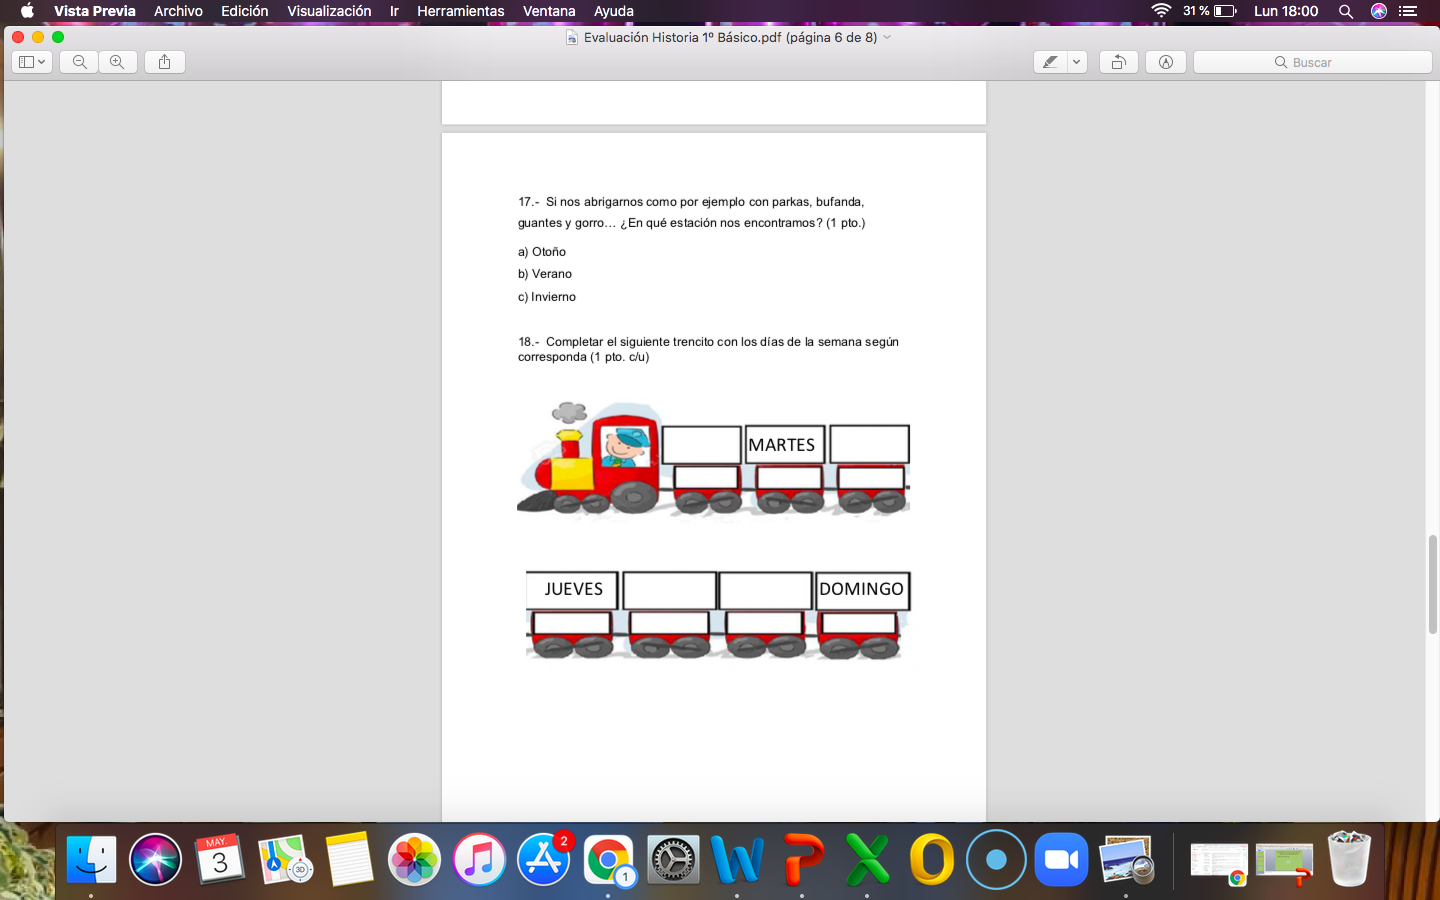 Vista Previa Archivo Edición Visualización Ir Herramientas Ventana Ayuda 31 % Lun 18:00
Evaluación Historia 1º Básico.pdf (página 6 de 8)
Buscar
17.- Si nos abrigarnos como por ejemplo con parkas, bufanda,
guantes y gorro... ¿En qué estación nos encontramos? (1 pto.)
a) Otoño
b) Verano
c) Invierno
18.- Completar el siguiente trencito con los días de la semana según
corresponda (1 pto. c/u)
MARTES
JUEVES DOMINGO
MAY.
3
3D
2
1